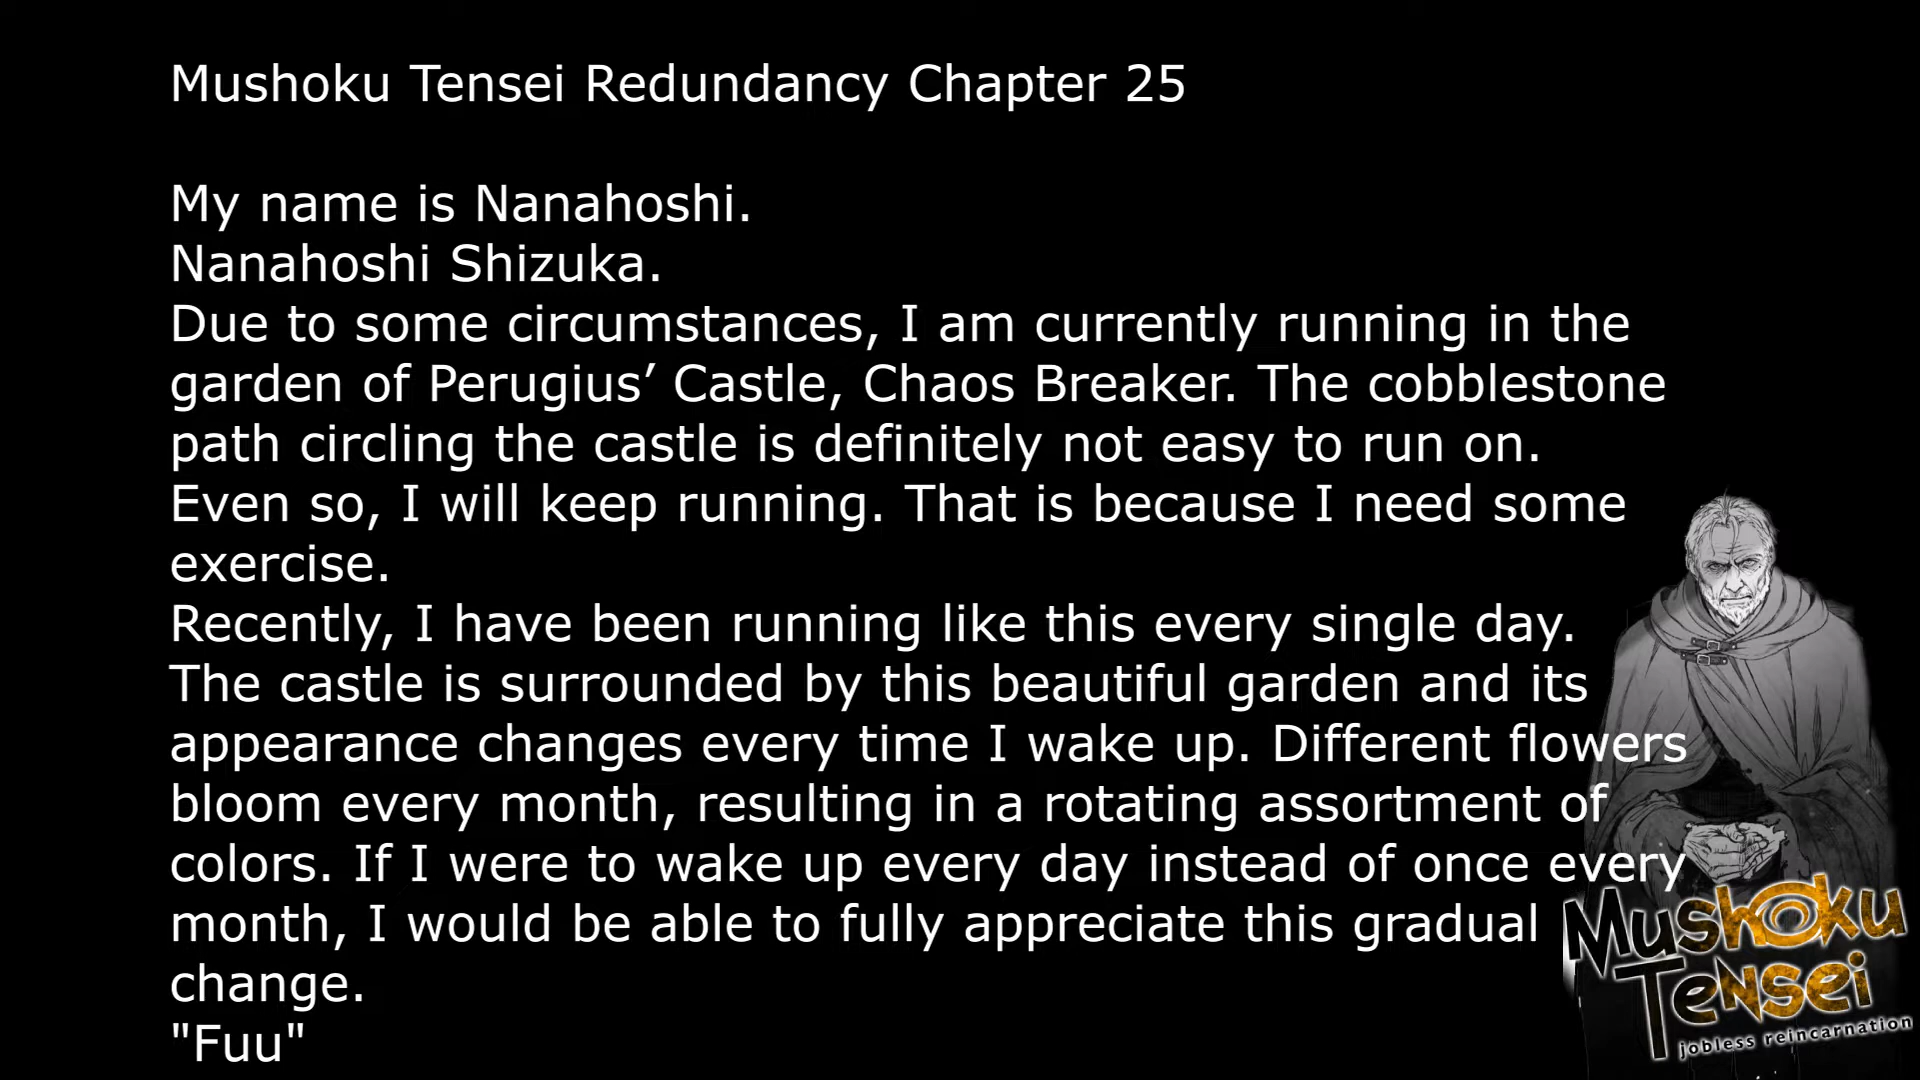 Mushoku Tensei Redundancy Chapter 25
My name is Nanahoshi.
Nanahoshi Shizuka.
Due to some circumstances, I am currently running in the
garden of Perugius’ Castle, Chaos Breaker. The cobblestone
path circling the castle is definitely not easy to run on.
Even so, I will keep running. That is because I need some
exercise.
Recently, I have been running like this every single day.
The castle is surrounded by this beautiful garden and its
appearance changes every time I wake up. Different flowers
bloom every month, resulting in a rotating assortment of
colors. If I were to wake up every day instead of once every
month, I would be able to fully appreciate this gradual
change.
"Fuu"
Mushoku
Tensei
jobless reincarnation